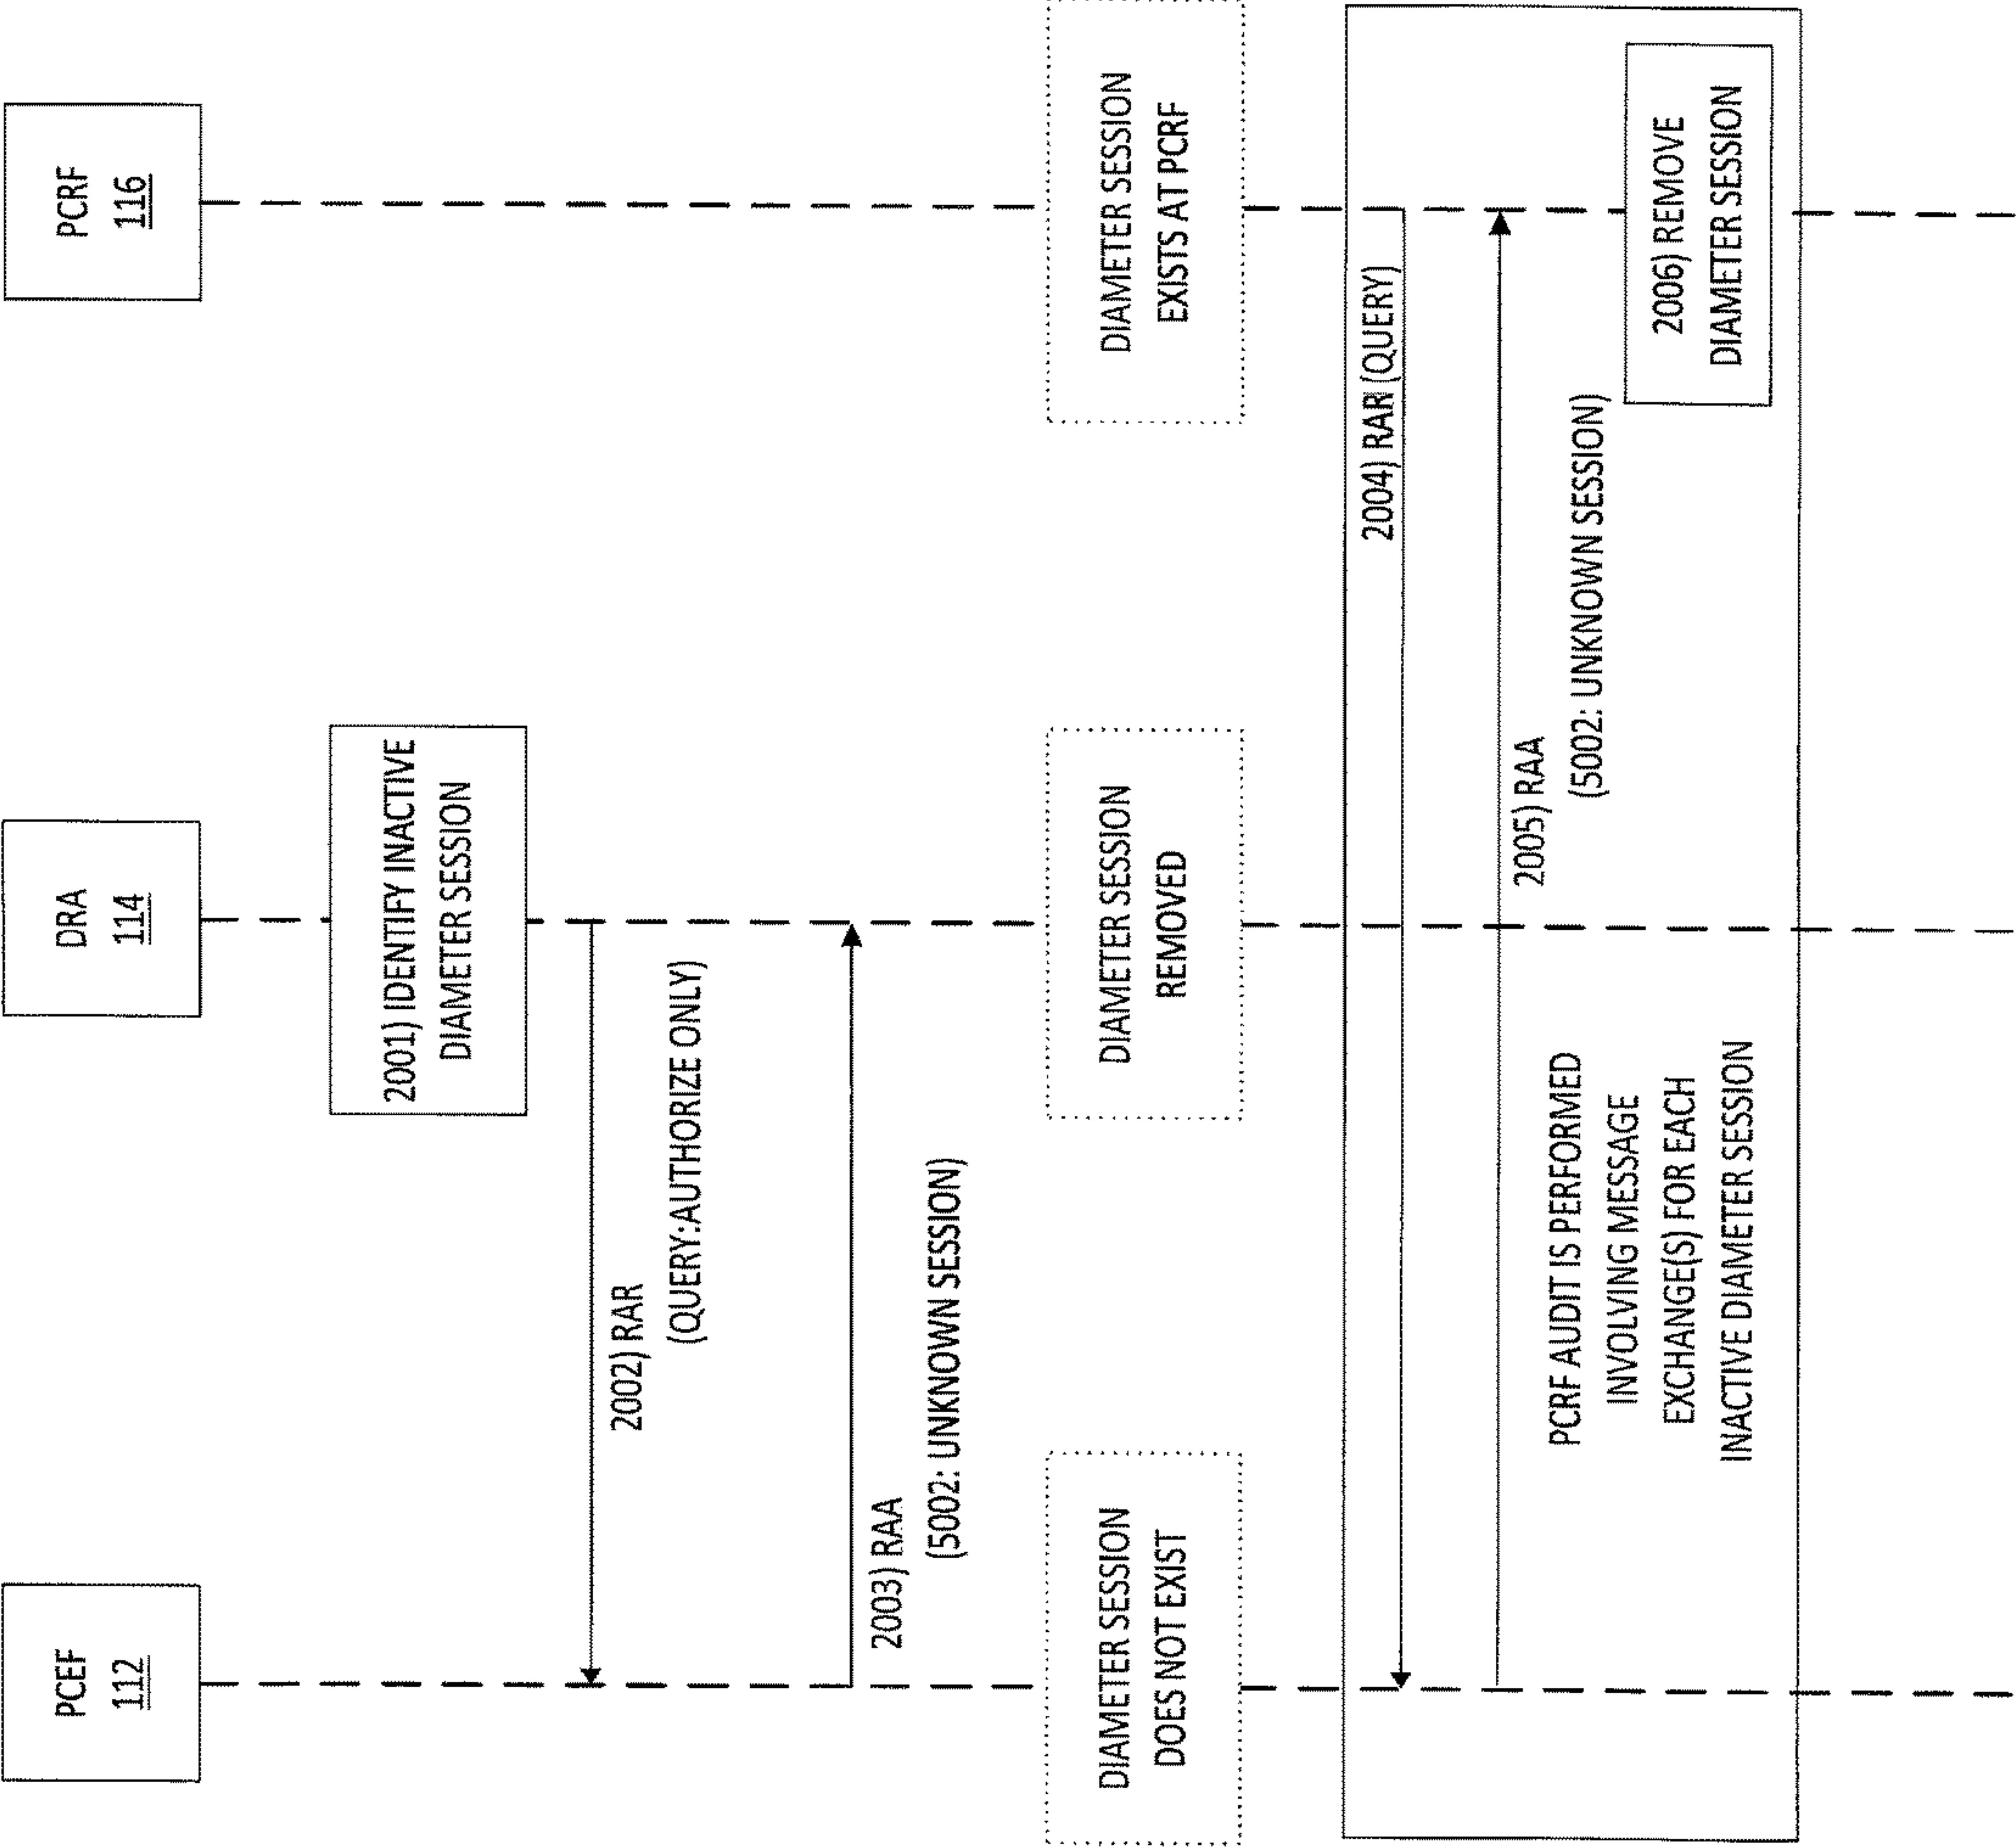 PCEF
112
DRA
114
PCRF
116
2001) IDENTIFY INACTIVE
DIAMETER SESSION
2002) RAR
(QUERY:AUTHORIZE ONLY)
2003) RAA
(5002: UNKNOWN SESSION)
DIAMETER SESSION
DOES NOT EXIST
DIAMETER SESSION
REMOVED
DIAMETER SESSION
EXISTS AT PCRF
2004) RAR (QUERY)
2005) RAA
(5002: UNKNOWN SESSION)
PCRF AUDIT IS PERFORMED
INVOLVING MESSAGE
EXCHANGE(S) FOR EACH
INACTIVE DIAMETER SESSION
2006) REMOVE
DIAMETER SESSION